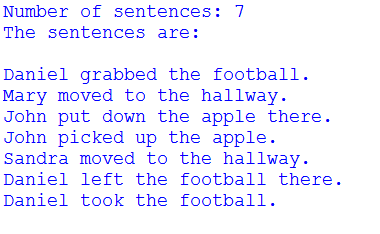 Number of sentences: 7
The sentences are:
Daniel grabbed the football.
Mary moved to the hallway.
John put down the apple there.
John picked up the apple.
Sandra moved to the hallway.
Daniel left the football there.
Daniel took the football.